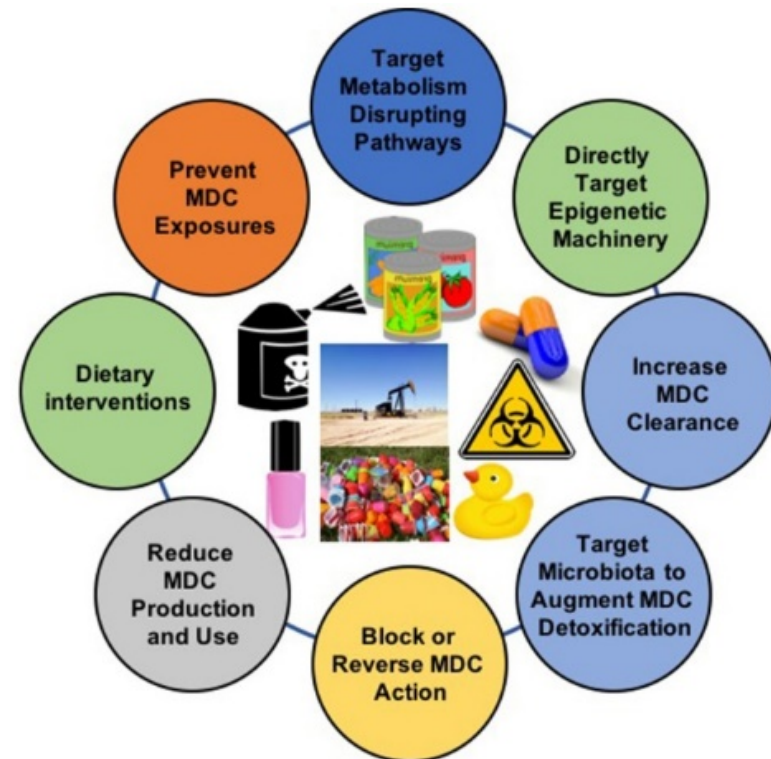 Target
Metabolism
Disrupting
Pathways
Directly
Target
Epigenetic
Machinery
Increase
MDC
Clearance
Target
Microbiota to
Augment MDC
Detoxification
Block or
Reverse MDC
Action
Reduce
MDC
Production
and Use
Dietary
interventions
Prevent
MDC
Exposures